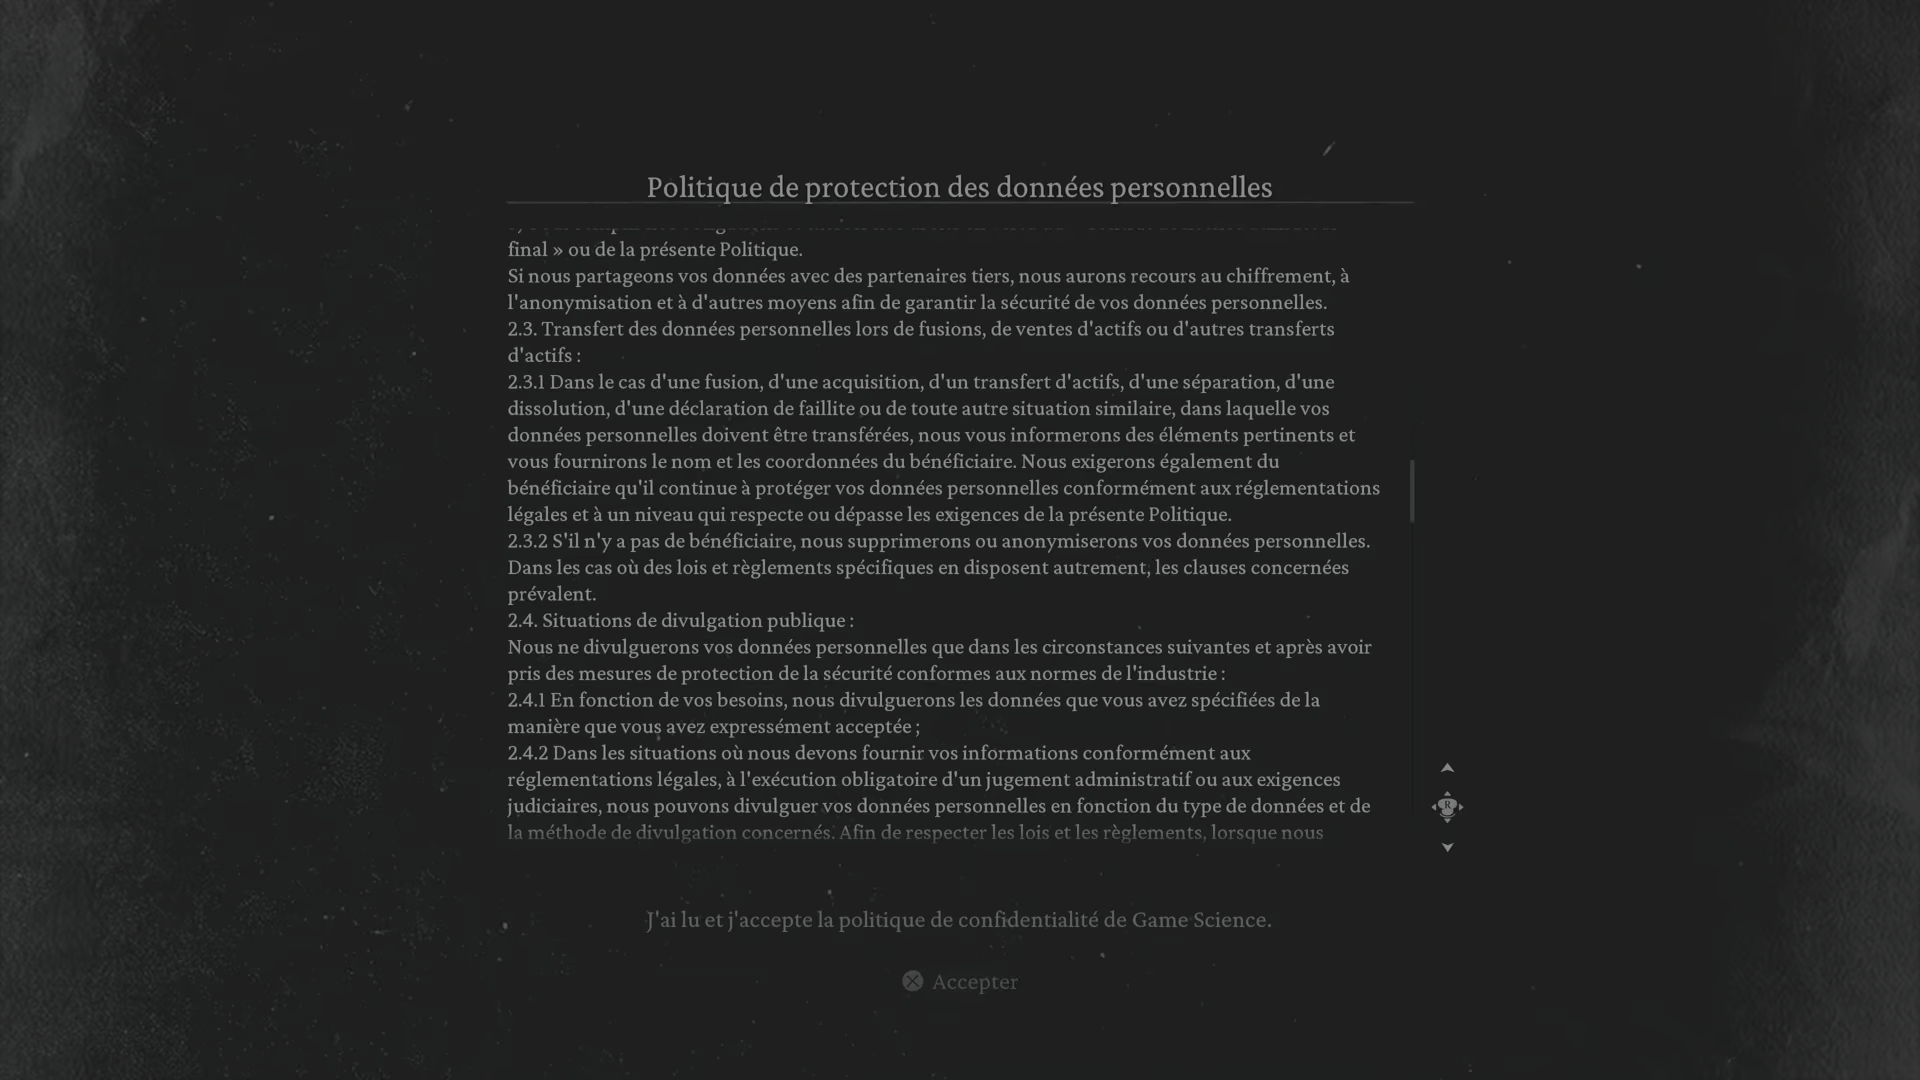 Politique de protection des données personnelles
final » ou de la présente Politique.
Si nous partageons vos données avec des partenaires tiers, nous aurons recours au chiffrement, à
l'anonymisation et à d'autres moyens afin de garantir la sécurité de vos données personnelles.
2.3. Transfert des données personnelles lors de fusions, de ventes d'actifs ou d'autres transferts
d'actifs :
2.3.1 Dans le cas d'une fusion, d'une acquisition, d'un transfert d'actifs, d'une séparation, d'une
dissolution, d'une déclaration de faillite ou de toute autre situation similaire, dans laquelle vos
données personnelles doivent être transférées, nous vous informerons des éléments pertinents et
vous fournirons le nom et les coordonnées du bénéficiaire. Nous exigerons également du
bénéficiaire qu'il continue à protéger vos données personnelles conformément aux réglementations
légales et à un niveau qui respecte ou dépasse les exigences de la présente Politique.
2.3.2 S'il n'y a pas de bénéficiaire, nous supprimerons ou anonymiserons vos données personnelles.
Dans les cas où des lois et règlements spécifiques en disposent autrement, les clauses concernées
prévalent.
2.4. Situations de divulgation publique :
Nous ne divulguerons vos données personnelles que dans les circonstances suivantes et après avoir
pris des mesures de protection de la sécurité conformes aux normes de l'industrie :
2.4.1 En fonction de vos besoins, nous divulguerons les données que vous avez spécifiées de la
manière que vous avez expressément acceptée ;
2.4.2 Dans les situations où nous devons fournir vos informations conformément aux
réglementations légales, à l'exécution obligatoire d'un jugement administratif ou aux exigences
judiciaires, nous pouvons divulguer vos données personnelles en fonction du type de données et de
la méthode de divulgation concernés. Afin de respecter les lois et les règlements, lorsque nous
R
J'ai lu et j'accepte la politique de confidentialité de Game Science.
Accepter